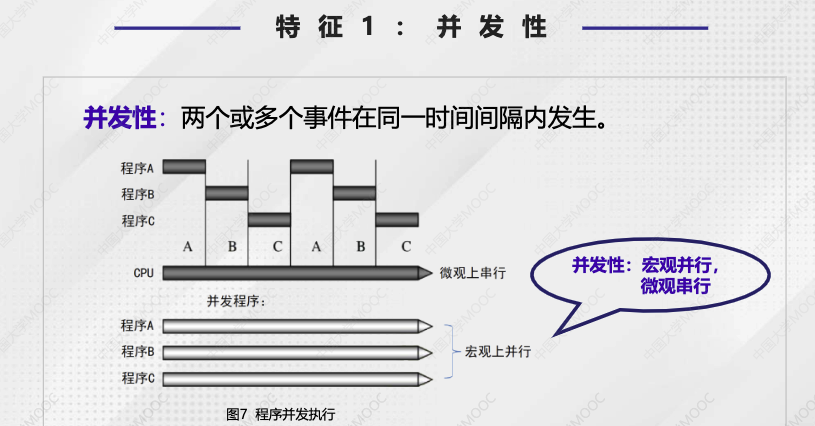 特征1：并发性
并发性：两个或多个事件在同一时间间隔内发生。
程序A
程序B
程序C
A B C A B C
CPU 微观上串行
并发程序：
程序A
程序B
程序C
宏观上并行
并发性：宏观并行，
微观串行
图7 程序并发执行
中国大学MOOC